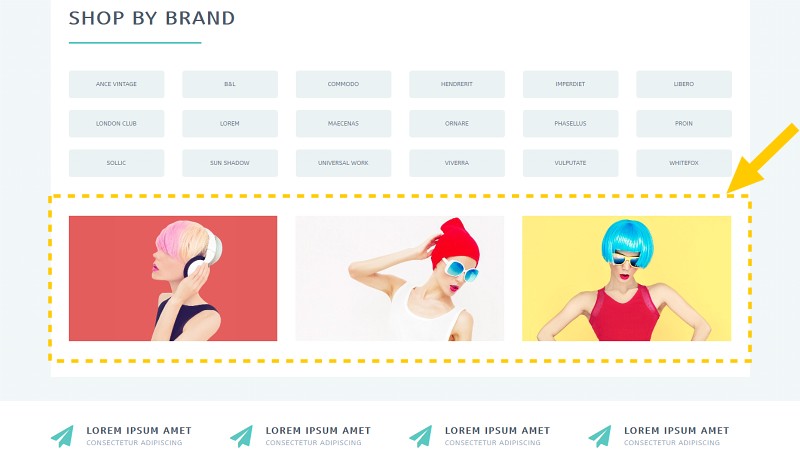 SHOP BY BRAND
ANCE VINTAGE
B&L
COMMODO
HENDRERIT
IMPERDIET
LIBERO
LONDON CLUB
LOREM
MAECENAS
ORNARE
PHASELLUS
PROIN
SOLLIC
SUN SHADOW
UNIVERSAL WORK
VIVERRA
VULPUTATE
WHITEFOX
LOREM IPSUM AMET
CONSECTETUR ADIPISCING
LOREM IPSUM AMET
CONSECTETUR ADIPISCING
LOREM IPSUM AMET
CONSECTETUR ADIPISCING
LOREM IPSUM AMET
CONSECTETUR ADIPISCING